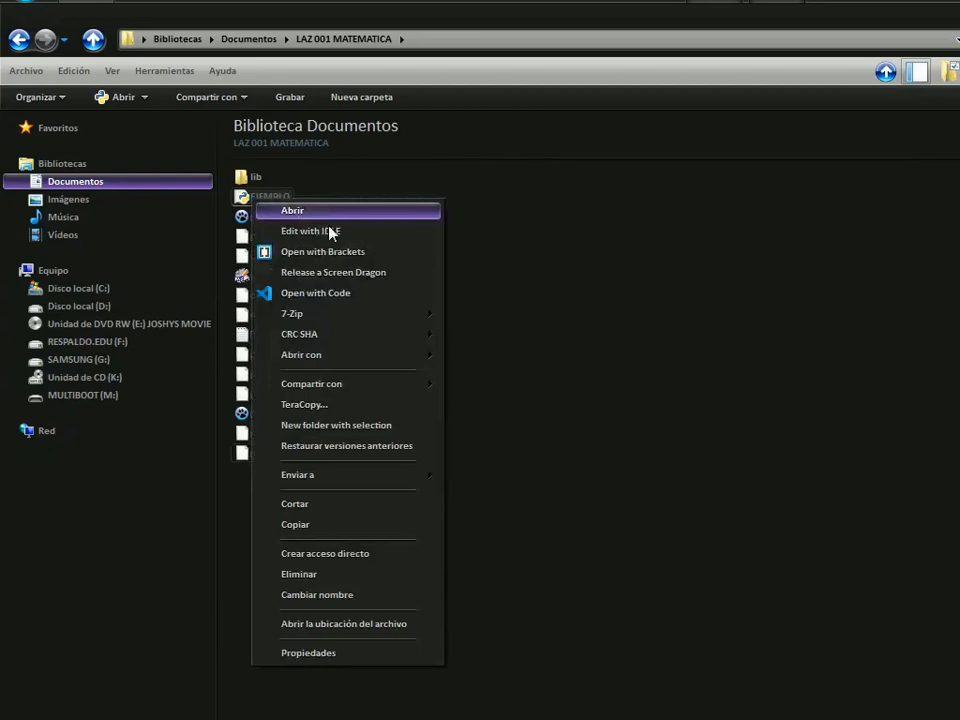 Bibliotecas Documentos LAZ 001 MATEMATICA
Archivo Edición Ver Herramientas Ayuda
Organizar Abrir Compartir con Grabar Nueva carpeta
Favoritos
Bibliotecas
Documentos
Imágenes
Música
Vídeos
Equipo
Disco local (C:)
Disco local (D:)
Unidad de DVD RW (E:) JOSHYS MOVIE
RESPALDO.EDU (F:)
SAMSUNG (G:)
Unidad de CD (K:)
MULTIBOOT (M:)
Red
Biblioteca Documentos
LAZ 001 MATEMATICA
lib
EJEMPLO
Abrir
Edit with IDLE
Open with Brackets
Release a Screen Dragon
Open with Code
7-Zip
CRC SHA
Abrir con
Compartir con
TeraCopy...
New folder with selection
Restaurar versiones anteriores
Enviar a
Cortar
Copiar
Crear acceso directo
Eliminar
Cambiar nombre
Abrir la ubicación del archivo
Propiedades